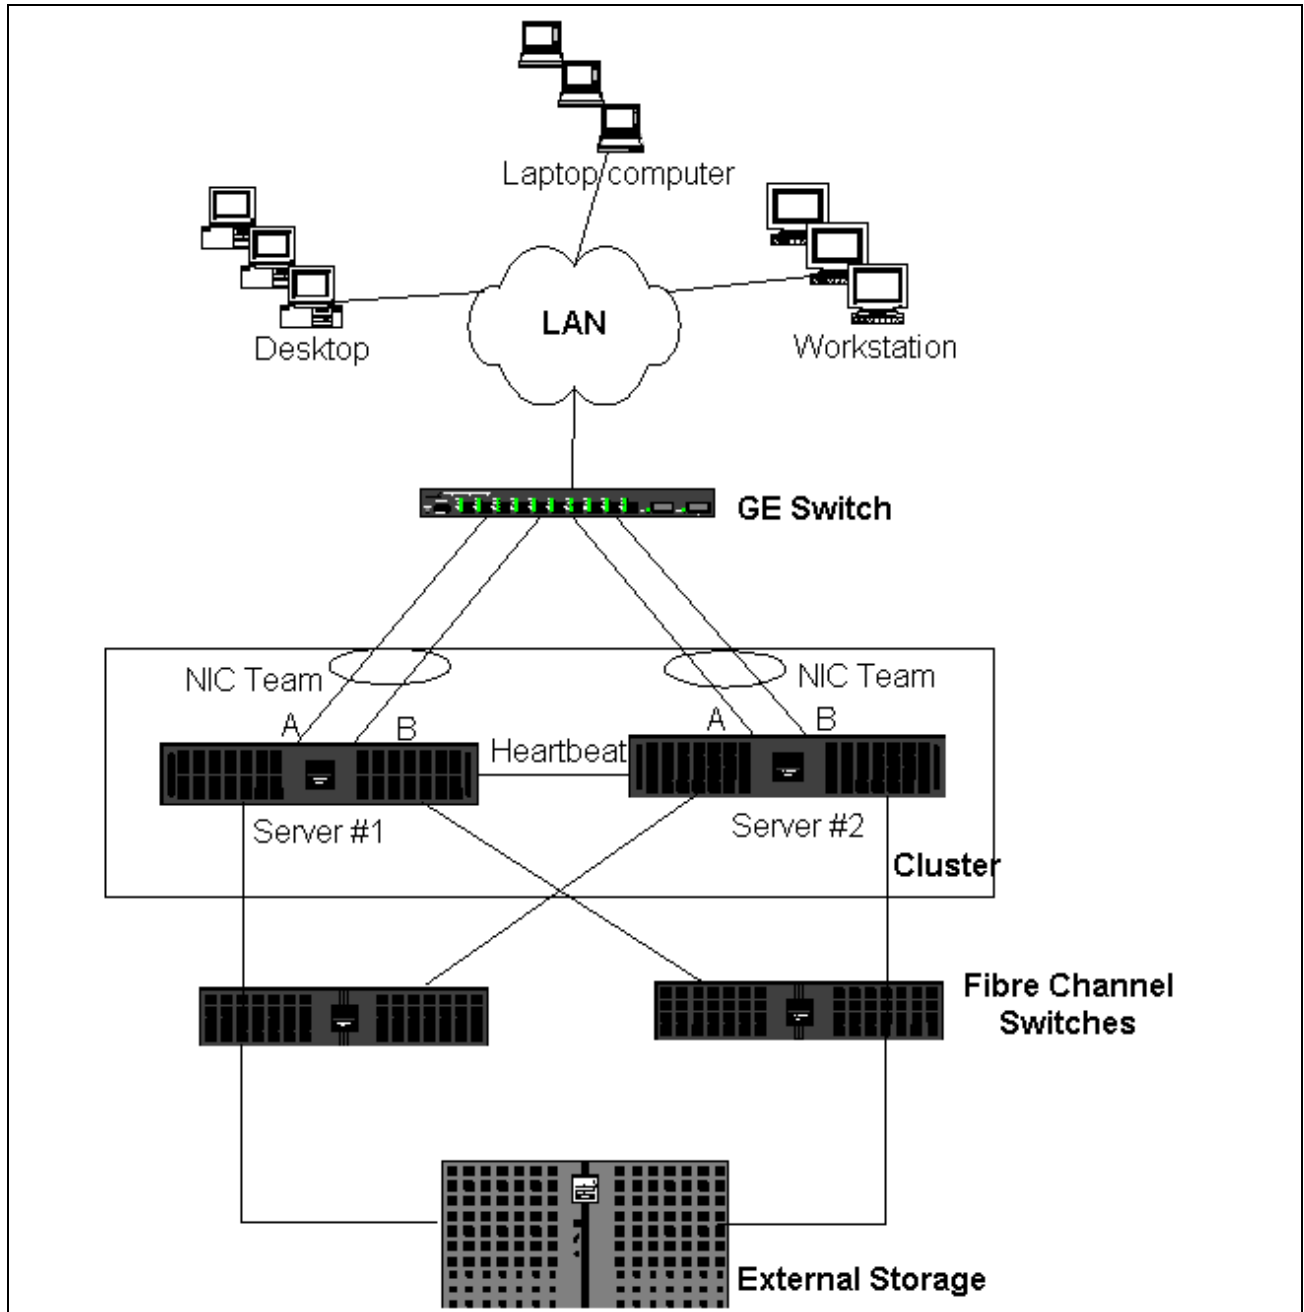 Laptop computer
Desktop
LAN
Workstation
GE Switch
NIC Team
NIC Team
A
B
A
B
Heartbeat
Server #1
Server #2
Cluster
Fibre Channel
Switches
External Storage